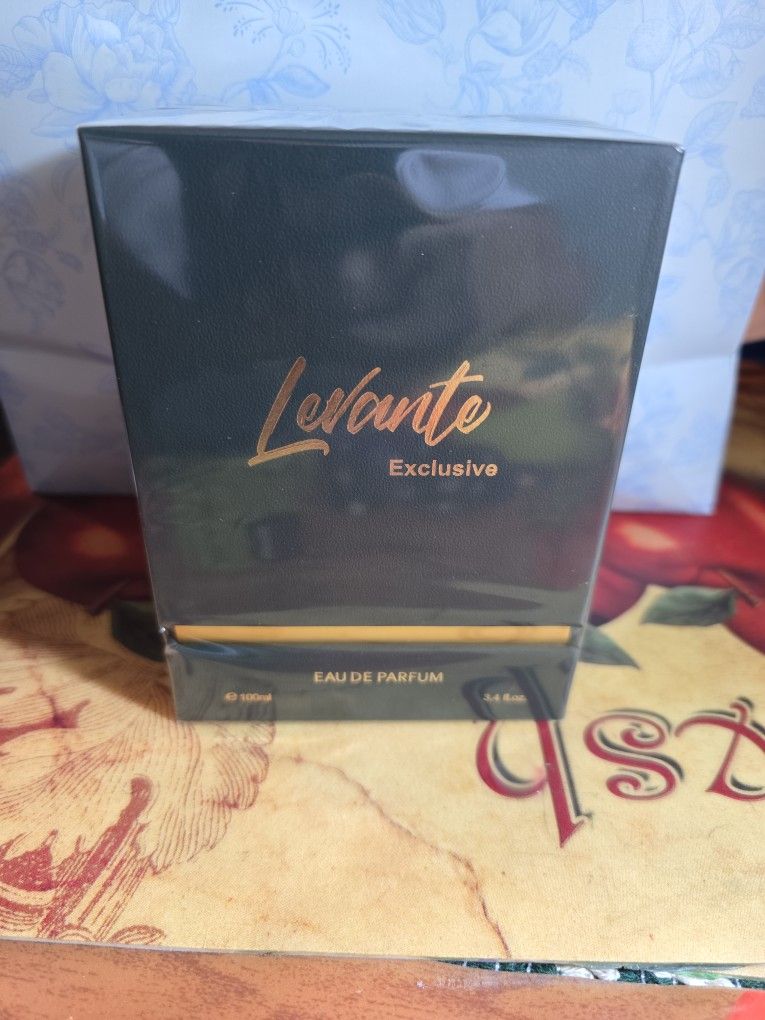 Levante
Exclusive
EAU DE PARFUM
℮ 100ml 3.4 fl.oz.